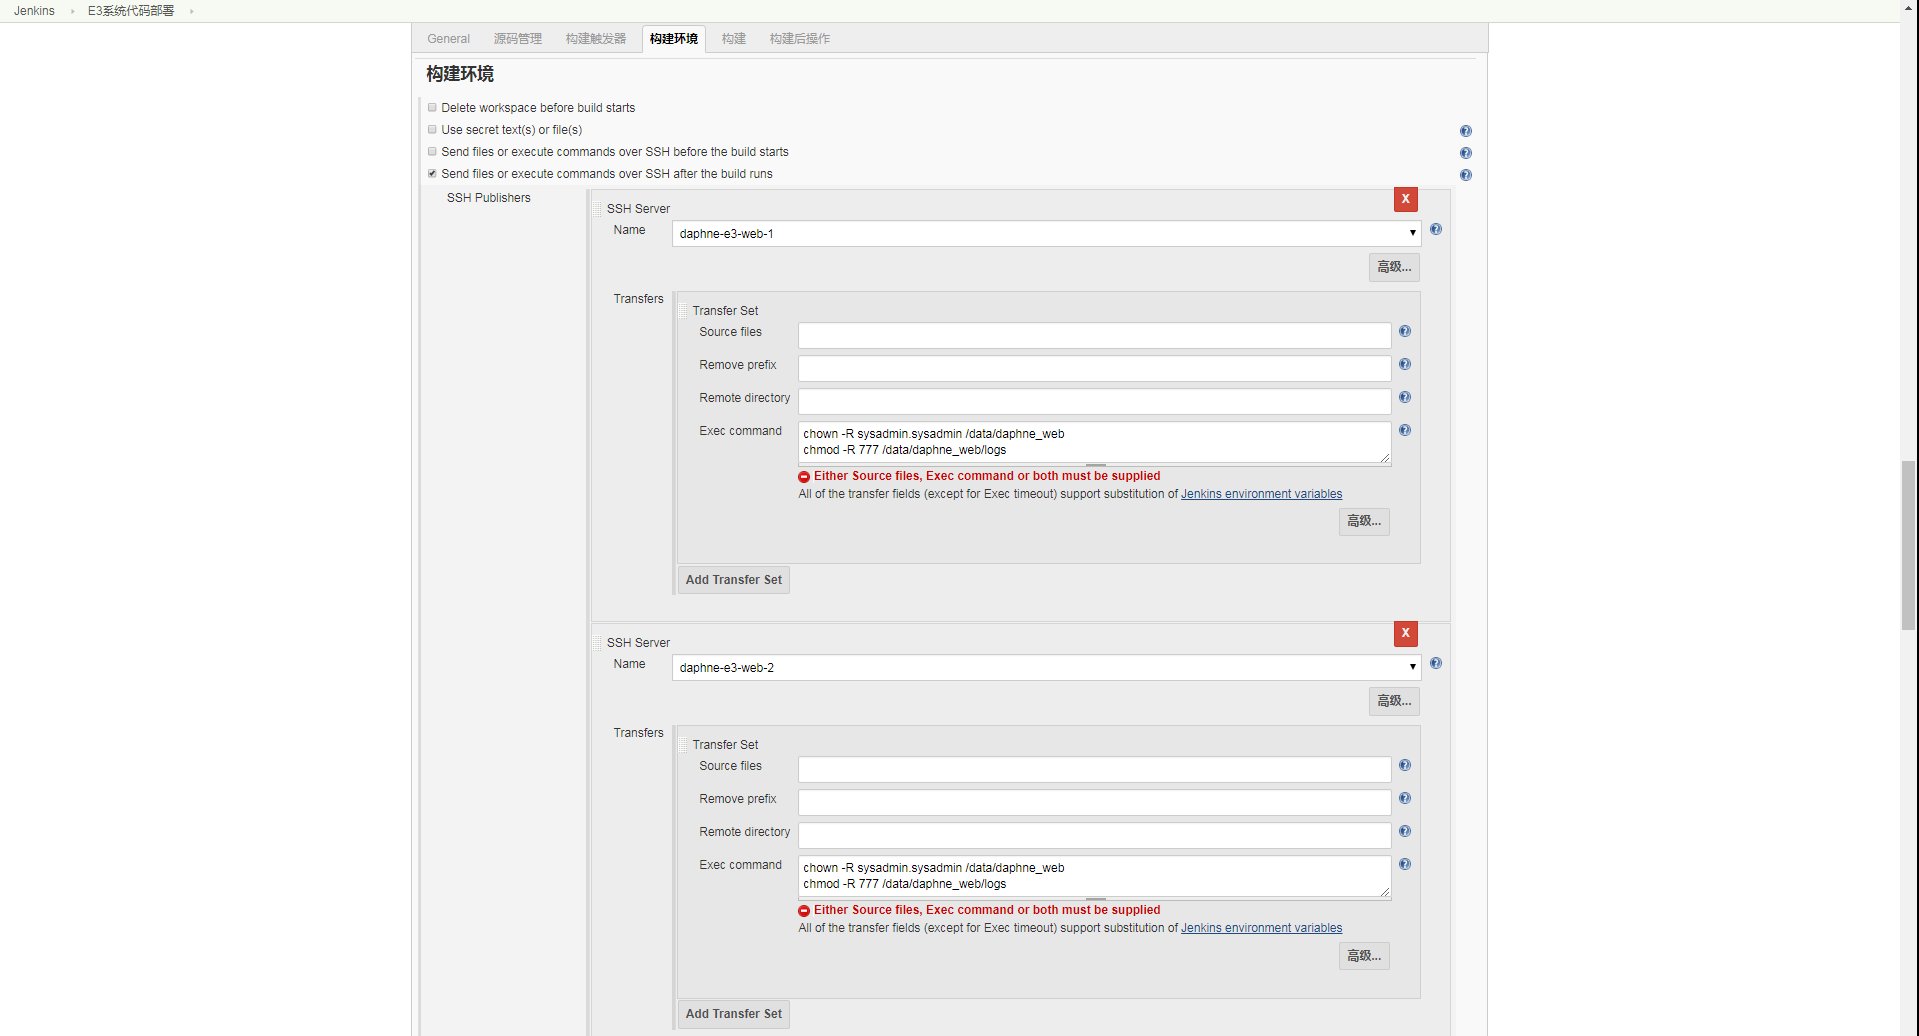 Jenkins E3系统代码部署
General 源码管理 构建触发器 构建环境 构建 构建后操作
构建环境
Delete workspace before build starts
Use secret text(s) or file(s)
Send files or execute commands over SSH before the build starts
Send files or execute commands over SSH after the build runs
SSH Publishers
X
SSH Server
Name daphne-e3-web-1
高级...
Transfers
Transfer Set
Source files
Remove prefix
Remote directory
Exec command
chown -R sysadmin.sysadmin /data/daphne_web
chmod -R 777 /data/daphne_web/logs
Either Source files, Exec command or both must be supplied
All of the transfer fields (except for Exec timeout) support substitution of Jenkins environment variables
高级...
Add Transfer Set
X
SSH Server
Name daphne-e3-web-2
高级...
Transfers
Transfer Set
Source files
Remove prefix
Remote directory
Exec command
chown -R sysadmin.sysadmin /data/daphne_web
chmod -R 777 /data/daphne_web/logs
Either Source files, Exec command or both must be supplied
All of the transfer fields (except for Exec timeout) support substitution of Jenkins environment variables
高级...
Add Transfer Set